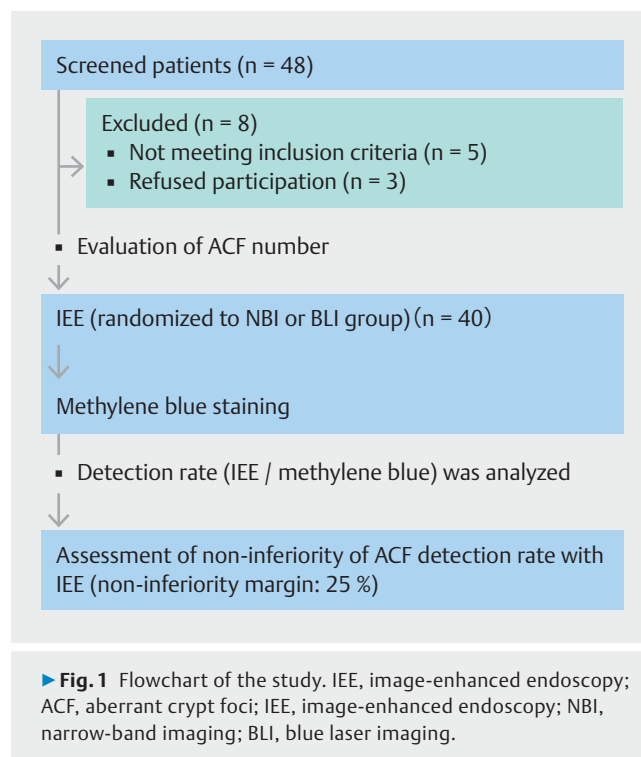 Screened patients (n = 48)
Excluded (n = 8)
▪ Not meeting inclusion criteria (n = 5)
▪ Refused participation (n = 3)
▪ Evaluation of ACF number
IEE (randomized to NBI or BLI group) (n = 40)
Methylene blue staining
▪ Detection rate (IEE / methylene blue) was analyzed
Assessment of non-inferiority of ACF detection rate with
IEE (non-inferiority margin: 25 %)
▶ Fig. 1 Flowchart of the study. IEE, image-enhanced endoscopy;
ACF, aberrant crypt foci; IEE, image-enhanced endoscopy; NBI,
narrow-band imaging; BLI, blue laser imaging.